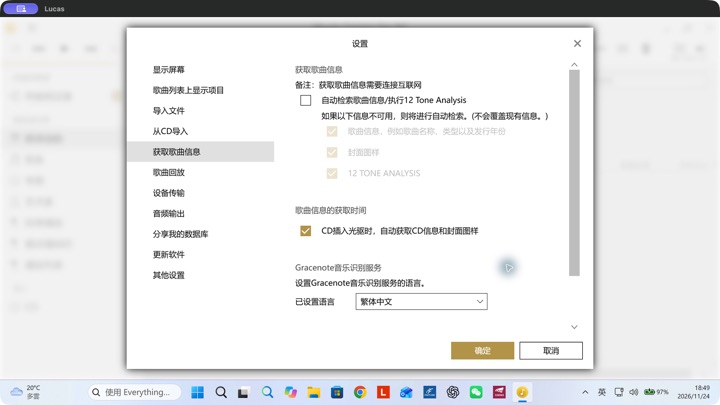 Lucas
设置
显示屏幕
歌曲列表上显示项目
导入文件
从CD导入
获取歌曲信息
歌曲回放
设备传输
音频输出
分享我的数据库
更新软件
其他设置
获取歌曲信息
备注：获取歌曲信息需要连接互联网
自动检索歌曲信息/执行12 Tone Analysis
如果以下信息不可用，则将进行自动检索。(不会覆盖现有信息。)
歌曲信息，例如歌曲名称、类型以及发行年份
封面图样
12 TONE ANALYSIS
歌曲信息的获取时间
CD插入光驱时，自动获取CD信息和封面图样
Gracenote音乐识别服务
设置Gracenote音乐识别服务的语言。
已设置语言
繁体中文
确定
取消
20°C
多云
使用 Everything...
英
97%
18:49
2026/11/24